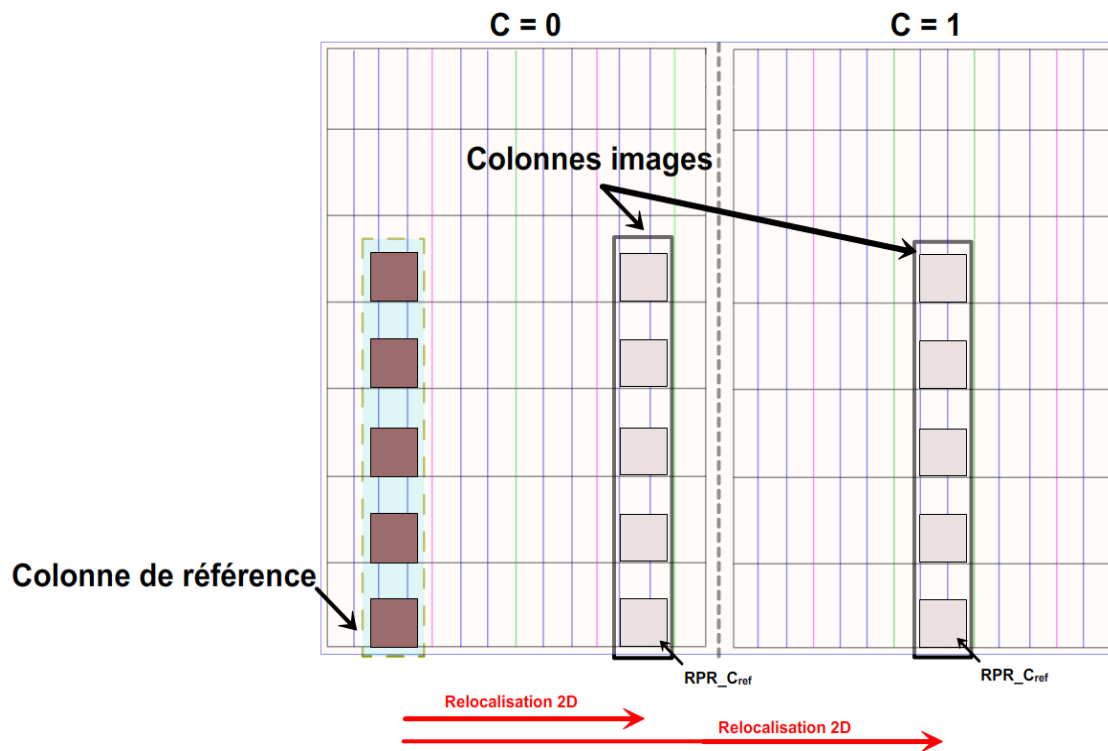 C = 0
C = 1
Colonnes images
Colonne de référence
RPR_Cref
RPR_Cref
Relocalisation 2D
Relocalisation 2D